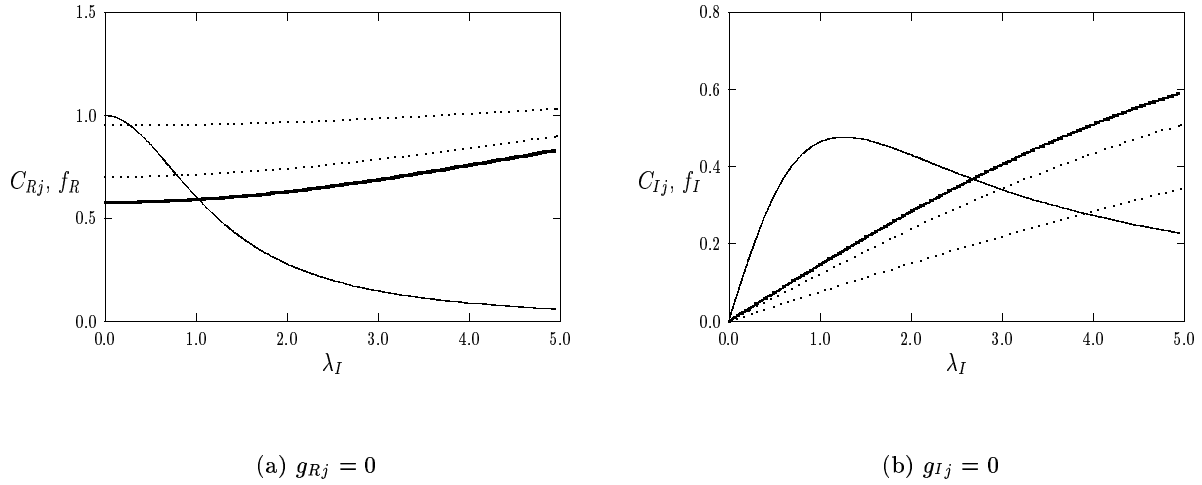 1.5
1.0
C_{Rj}, f_R
0.5
0.0
0.0 1.0 2.0 3.0 4.0 5.0
λ_I
(a) g_{Rj} = 0
0.8
0.6
0.4
C_{Ij}, f_I
0.2
0.0
0.0 1.0 2.0 3.0 4.0 5.0
λ_I
(b) g_{Ij} = 0